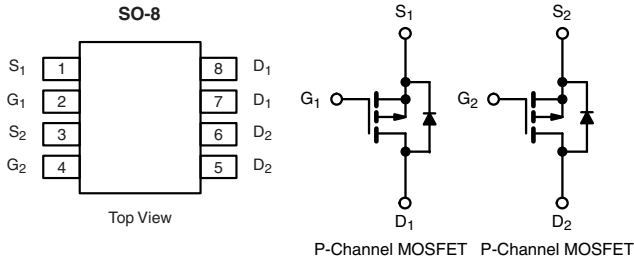 SO-8
S1 1 8 D1
G1 2 7 D1
S2 3 6 D2
G2 4 5 D2
Top View
S1
G1
D1
P-Channel MOSFET
S2
G2
D2
P-Channel MOSFET